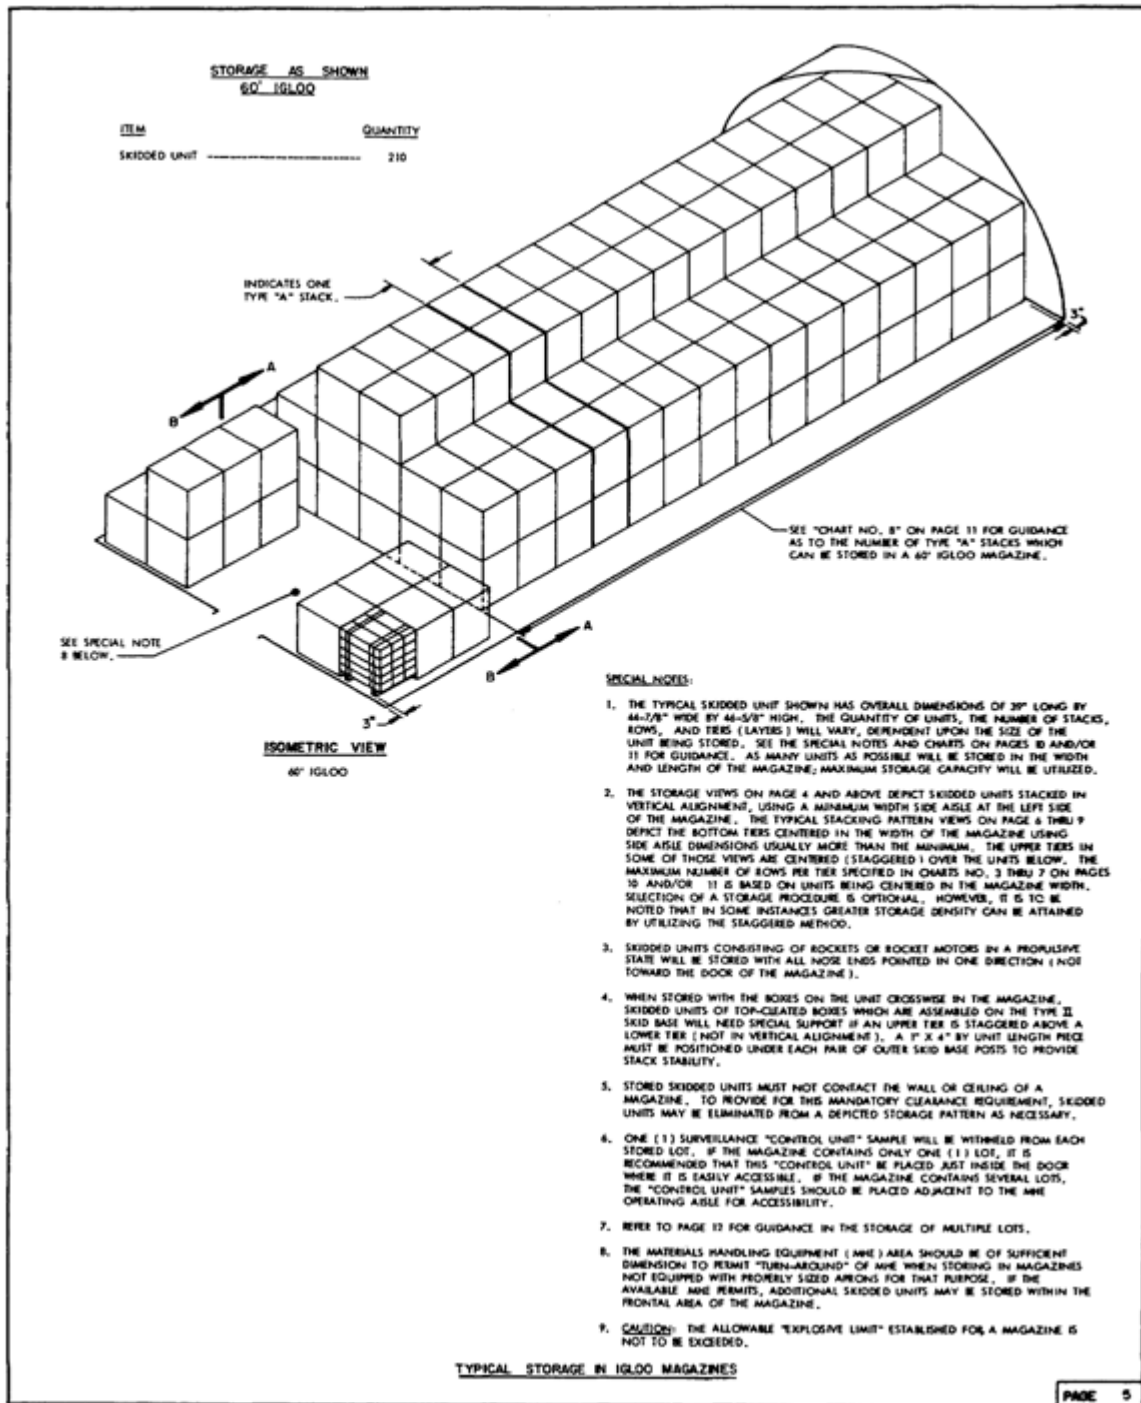 STORAGE AS SHOWN
60' IGLOO
ITEM QUANTITY
SKIDDED UNIT ---------------------- 210
INDICATES ONE
TYPE "A" STACK.
A
B
3"
SEE "CHART NO. 8" ON PAGE 11 FOR GUIDANCE
AS TO THE NUMBER OF TYPE "A" STACKS WHICH
CAN BE STORED IN A 60' IGLOO MAGAZINE.
SEE SPECIAL NOTE
8 BELOW.
A
B
3"
ISOMETRIC VIEW
60' IGLOO
SPECIAL NOTES:
1. THE TYPICAL SKIDDED UNIT SHOWN HAS OVERALL DIMENSIONS OF 39" LONG BY
44-7/8" WIDE BY 46-5/8" HIGH. THE QUANTITY OF UNITS, THE NUMBER OF STACKS,
ROWS, AND TIERS (LAYERS) WILL VARY, DEPENDENT UPON THE SIZE OF THE
UNIT BEING STORED. SEE THE SPECIAL NOTES AND CHARTS ON PAGES 10 AND/OR
11 FOR GUIDANCE. AS MANY UNITS AS POSSIBLE WILL BE STORED IN THE WIDTH
AND LENGTH OF THE MAGAZINE; MAXIMUM STORAGE CAPACITY WILL BE UTILIZED.
2. THE STORAGE VIEWS ON PAGE 4 AND ABOVE DEPICT SKIDDED UNITS STACKED IN
VERTICAL ALIGNMENT, USING A MINIMUM WIDTH SIDE AISLE AT THE LEFT SIDE
OF THE MAGAZINE. THE TYPICAL STACKING PATTERN VIEWS ON PAGE 6 THRU 9
DEPICT THE BOTTOM TIERS CENTERED IN THE WIDTH OF THE MAGAZINE USING
SIDE AISLE DIMENSIONS USUALLY MORE THAN THE MINIMUM. THE UPPER TIERS IN
SOME OF THOSE VIEWS ARE CENTERED (STAGGERED) OVER THE UNITS BELOW. THE
MAXIMUM NUMBER OF ROWS PER TIER SPECIFIED IN CHARTS NO. 3 THRU 7 ON PAGES
10 AND/OR 11 IS BASED ON UNITS BEING CENTERED IN THE MAGAZINE WIDTH.
SELECTION OF A STORAGE PROCEDURE IS OPTIONAL. HOWEVER, IT IS TO BE
NOTED THAT IN SOME INSTANCES GREATER STORAGE DENSITY CAN BE ATTAINED
BY UTILIZING THE STAGGERED METHOD.
3. SKIDDED UNITS CONSISTING OF ROCKETS OR ROCKET MOTORS IN A PROPULSIVE
STATE WILL BE STORED WITH ALL NOSE ENDS POINTED IN ONE DIRECTION (NOT
TOWARD THE DOOR OF THE MAGAZINE).
4. WHEN STORED WITH THE BOXES ON THE UNIT CROSSWISE IN THE MAGAZINE,
SKIDDED UNITS OF TOP-CLEATED BOXES WHICH ARE ASSEMBLED ON THE TYPE II
SKID BASE WILL NEED SPECIAL SUPPORT IF AN UPPER TIER IS STAGGERED ABOVE A
LOWER TIER (NOT IN VERTICAL ALIGNMENT). A 1" X 4" BY UNIT LENGTH PIECE
MUST BE POSITIONED UNDER EACH PAIR OF OUTER SKID BASE POSTS TO PROVIDE
STACK STABILITY.
5. STORED SKIDDED UNITS MUST NOT CONTACT THE WALL OR CEILING OF A
MAGAZINE. TO PROVIDE FOR THIS MANDATORY CLEARANCE REQUIREMENT, SKIDDED
UNITS MAY BE ELIMINATED FROM A DEPICTED STORAGE PATTERN AS NECESSARY.
6. ONE (1) SURVEILLANCE "CONTROL UNIT" SAMPLE WILL BE WITHHELD FROM EACH
STORED LOT. IF THE MAGAZINE CONTAINS ONLY ONE (1) LOT, IT IS
RECOMMENDED THAT THIS "CONTROL UNIT" BE PLACED JUST INSIDE THE DOOR
WHERE IT IS EASILY ACCESSIBLE. IF THE MAGAZINE CONTAINS SEVERAL LOTS,
THE "CONTROL UNIT" SAMPLES SHOULD BE PLACED ADJACENT TO THE MHE
OPERATING AISLE FOR ACCESSIBILITY.
7. REFER TO PAGE 12 FOR GUIDANCE IN THE STORAGE OF MULTIPLE LOTS.
8. THE MATERIALS HANDLING EQUIPMENT (MHE) AREA SHOULD BE OF SUFFICIENT
DIMENSION TO PERMIT "TURN-AROUND" OF MHE WHEN STORING IN MAGAZINES
NOT EQUIPPED WITH PROPERLY SIZED APRONS FOR THAT PURPOSE. IF THE
AVAILABLE MHE PERMITS, ADDITIONAL SKIDDED UNITS MAY BE STORED WITHIN THE
FRONTAL AREA OF THE MAGAZINE.
9. CAUTION: THE ALLOWABLE "EXPLOSIVE LIMIT" ESTABLISHED FOR A MAGAZINE IS
NOT TO BE EXCEEDED.
TYPICAL STORAGE IN IGLOO MAGAZINES
PAGE 5